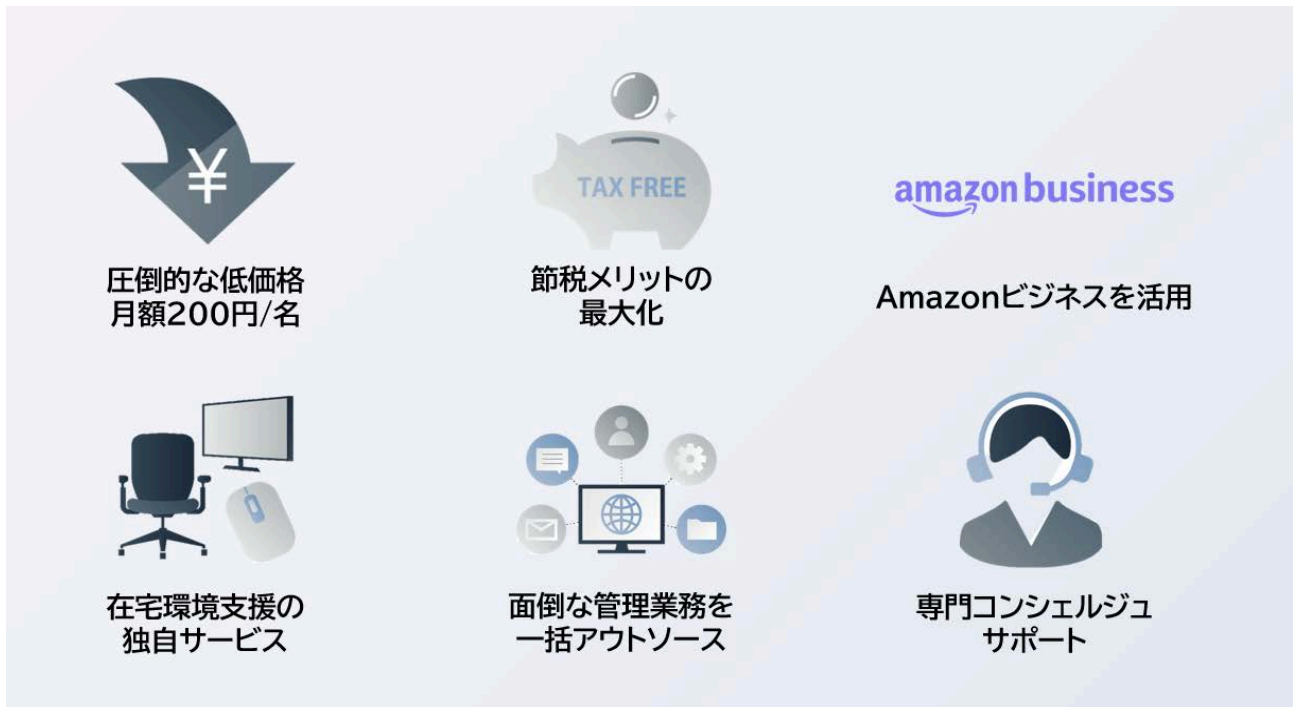 ¥
TAX FREE
amazon business
圧倒的な低価格
月額200円/名
節税メリットの
最大化
Amazonビジネスを活用
在宅環境支援の
独自サービス
面倒な管理業務を
一括アウトソース
専門コンシェルジュ
サポート